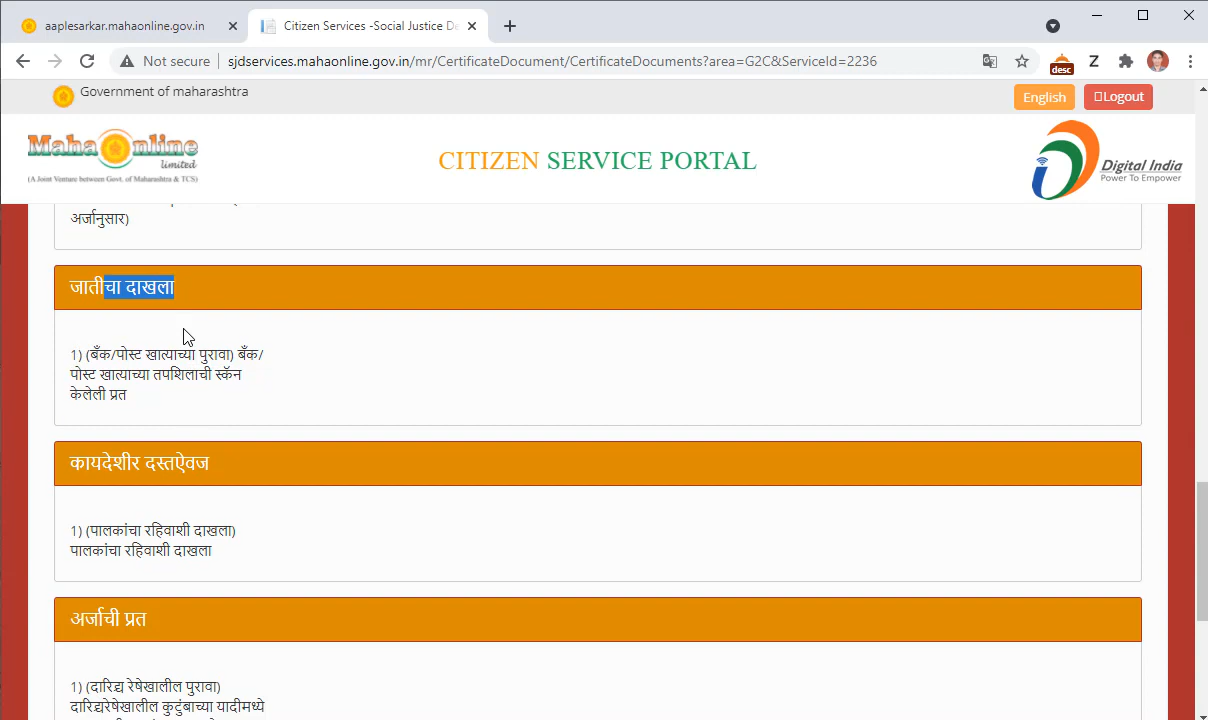 aaplesarkar.mahaonline.gov.in
Citizen Services -Social Justice De
Not secure
sjdservices.mahaonline.gov.in/mr/CertificateDocument/CertificateDocuments?area=G2C&ServiceId=2236
desc
Z
Government of maharashtra
English
Logout
Maha Online
limited
(A Joint Venture between Govt. of Maharashtra & TCS)
CITIZEN SERVICE PORTAL
Digital India
Power To Empower
अर्जानुसार)
जातीचा दाखला
1) (बँक/पोस्ट खात्याच्या पुरावा) बँक/
पोस्ट खात्याच्या तपशिलाची स्कॅन
केलेली प्रत
कायदेशीर दस्तऐवज
1) (पालकांचा रहिवाशी दाखला)
पालकांचा रहिवाशी दाखला
अर्जाची प्रत
1) (दारिद्र्य रेषेखालील पुरावा)
दारिद्र्यरेषेखालील कुटुंबाच्या यादीमध्ये